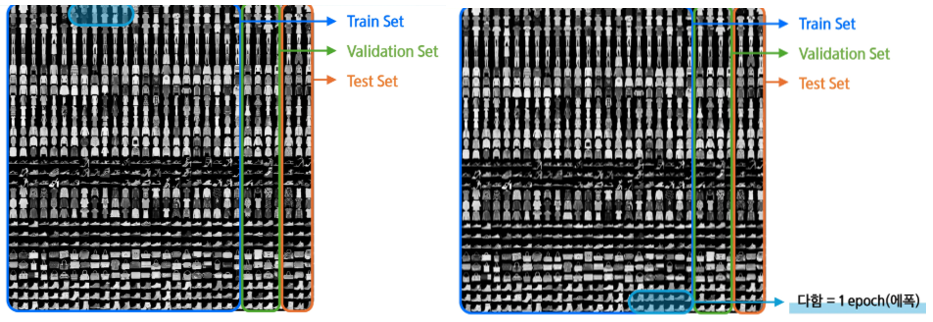 Train Set
Validation Set
Test Set
Train Set
Validation Set
Test Set
다함 = 1 epoch(에폭)